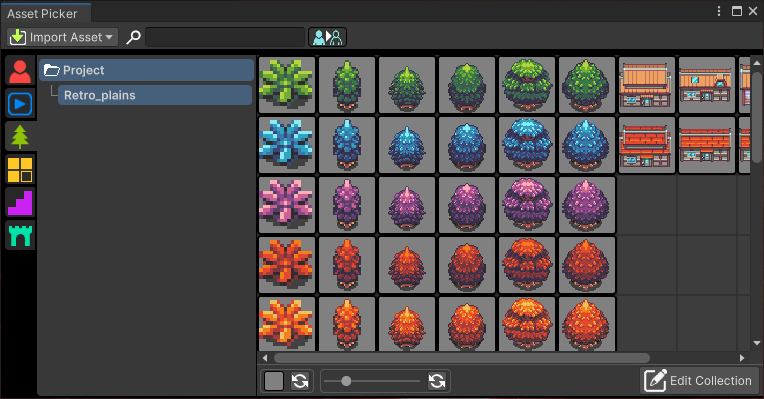 Asset Picker
Import Asset
Project
Retro_plains
Edit Collection